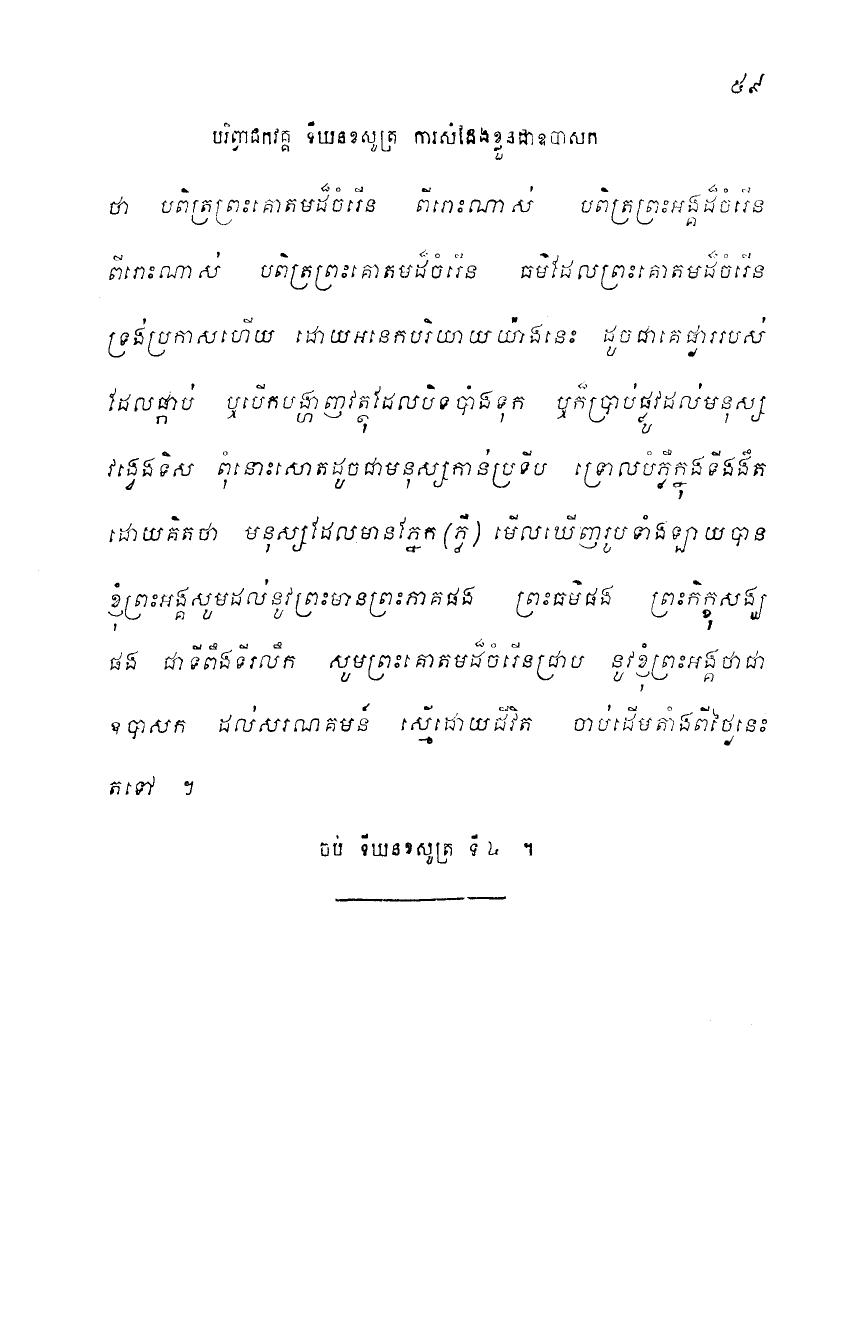 ៥៩
បរិព្វាជកវគ្គ ទីឃនខសូត្រ ការសំដែងខ្លួនជាឧបាសក
ថា បពិត្រព្រះគោតមដ៏ចំរើន ពីរោះណាស់ បពិត្រព្រះអង្គដ៏ចំរើន
ពីរោះណាស់ បពិត្រព្រះគោតមដ៏ចំរើន ធម៌ដែលព្រះគោតមដ៏ចំរើន
ទ្រង់ប្រកាសហើយ ដោយអនេកបរិយាយយ៉ាងនេះ ដូចជាគេផ្ងាររបស់
ដែលផ្កាប់ ឬបើកបង្ហាញវត្ថុដែលបិទបាំងទុក ឬក៏ប្រាប់ផ្លូវដល់មនុស្ស
វង្វេងទិស ពុំនោះសោតដូចជាមនុស្សកាន់ប្រទីប ទ្រោលបំភ្លឺក្នុងទីងងឹត
ដោយគិតថា មនុស្សដែលមានភ្នែក (ភ្លឺ) មើលឃើញរូបទាំងឡាយបាន
ខ្ញុំព្រះអង្គសូមដល់នូវព្រះមានព្រះភាគផង ព្រះធម៌ផង ព្រះភិក្ខុសង្ឃ
ផង ជាទីពឹងទីរលឹក សូមព្រះគោតមដ៏ចំរើនជ្រាប នូវខ្ញុំព្រះអង្គថាជា
ឧបាសក ដល់សរណគមន៍ ស្មើដោយជីវិត ចាប់ដើមតាំងពីថ្ងៃនេះ
តទៅ ។
ចប់ ទីឃនខសូត្រ ទី៤ ។